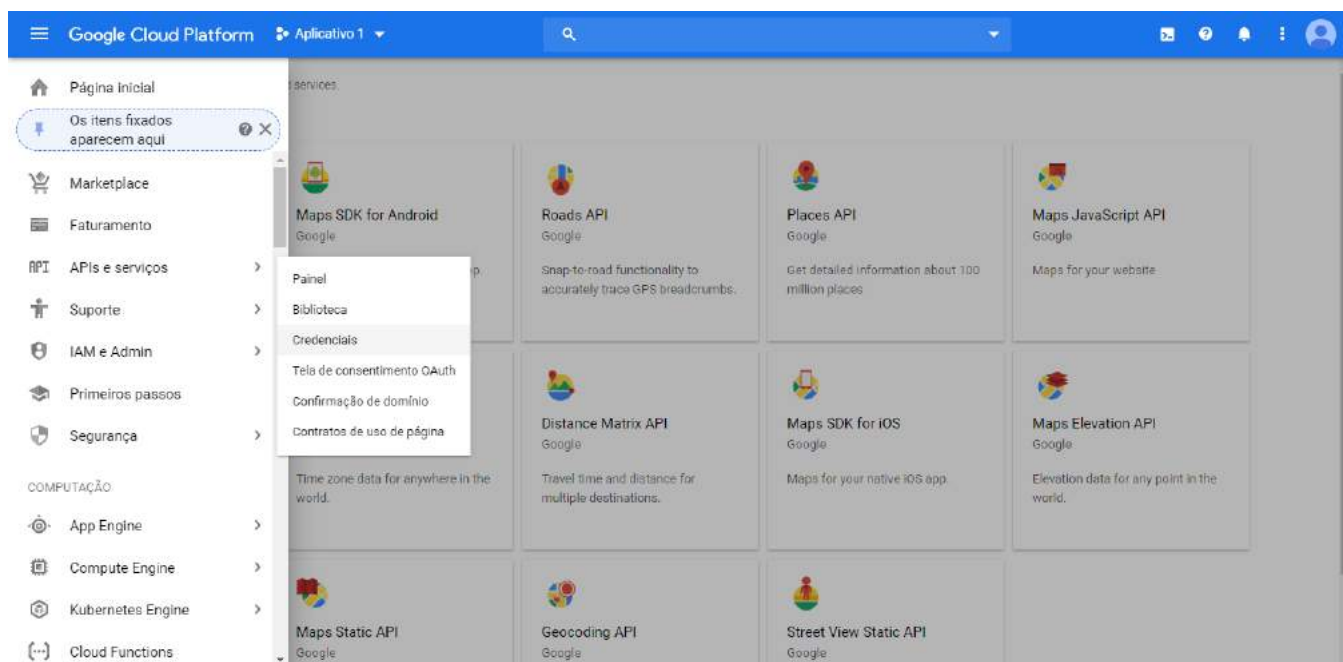 Google Cloud Platform
Aplicativo 1
Página inicial
Os itens fixados
aparecem aqui
Marketplace
Faturamento
API
APIs e serviços
Suporte
IAM e Admin
Primeiros passos
Segurança
COMPUTAÇÃO
App Engine
Compute Engine
Kubernetes Engine
Cloud Functions
Painel
Biblioteca
Credenciais
Tela de consentimento OAuth
Confirmação de domínio
Contratos de uso de página
services.
Maps SDK for Android
Google
Roads API
Google
Snap-to-road functionality to
accurately trace GPS breadcrumbs.
Places API
Google
Get detailed information about 100
million places
Maps JavaScript API
Google
Maps for your website
Time zone data for anywhere in the
world.
Distance Matrix API
Google
Travel time and distance for
multiple destinations.
Maps SDK for iOS
Google
Maps for your native iOS app.
Maps Elevation API
Google
Elevation data for any point in the
world.
Maps Static API
Google
Geocoding API
Google
Street View Static API
Google